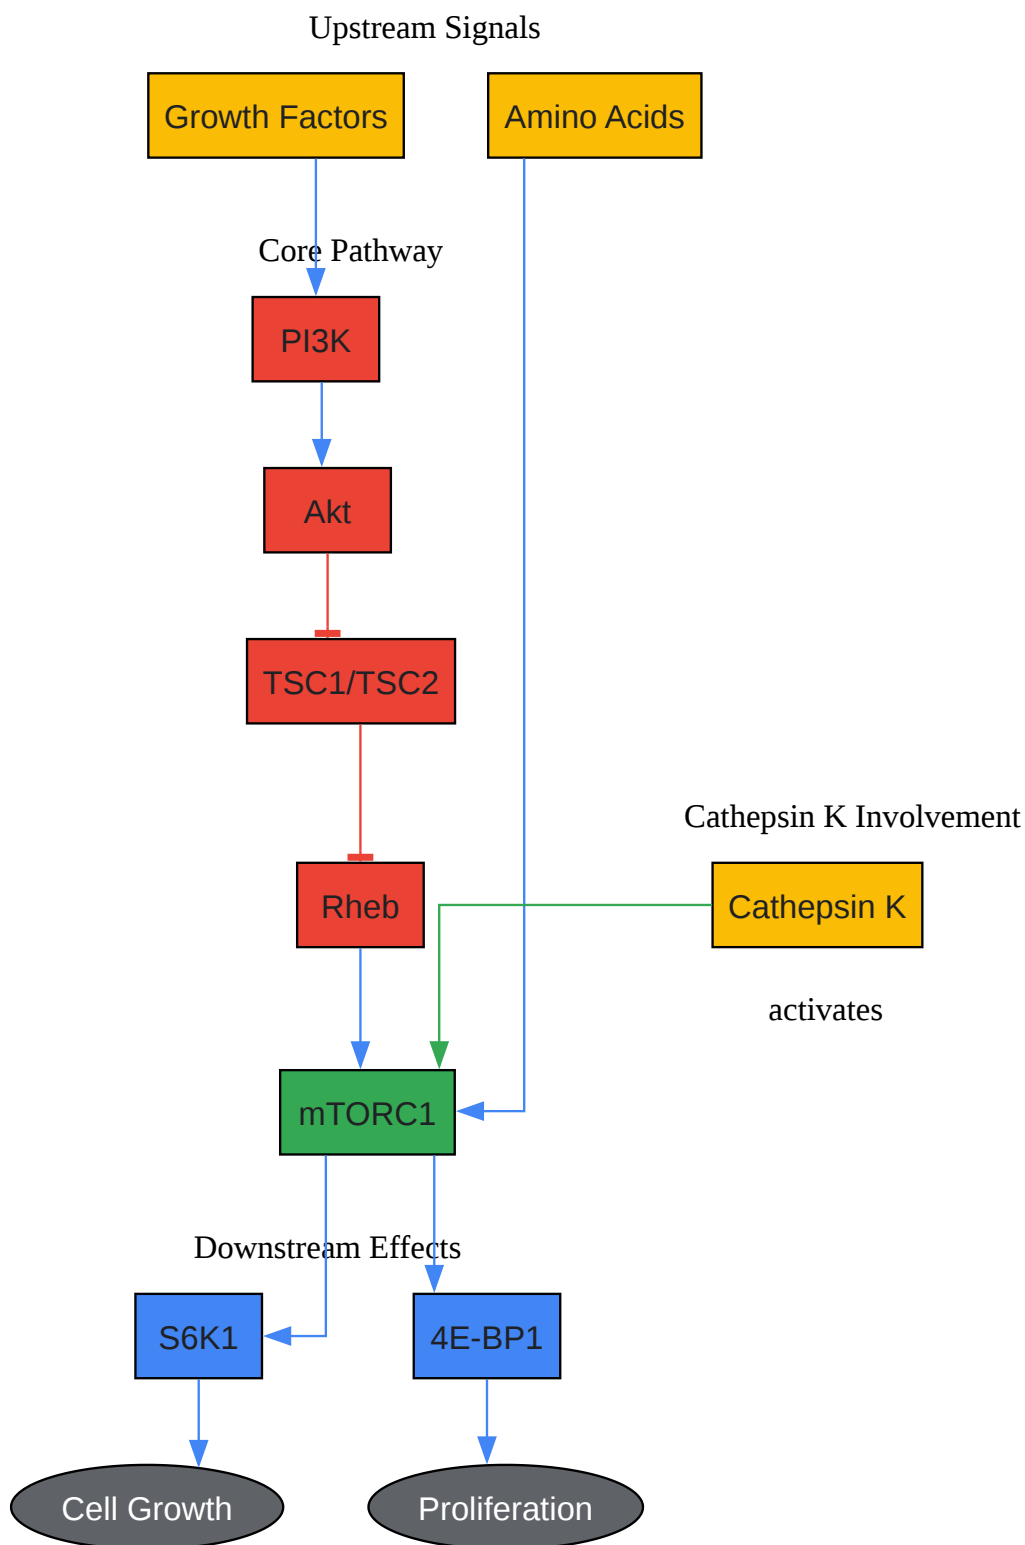 Upstream Signals
Growth Factors
Amino Acids
Core Pathway
PI3K
Akt
TSC1/TSC2
Cathepsin K Involvement
Rheb
Cathepsin K
activates
mTORC1
Downstream Effects
S6K1
4E-BP1
Cell Growth
Proliferation